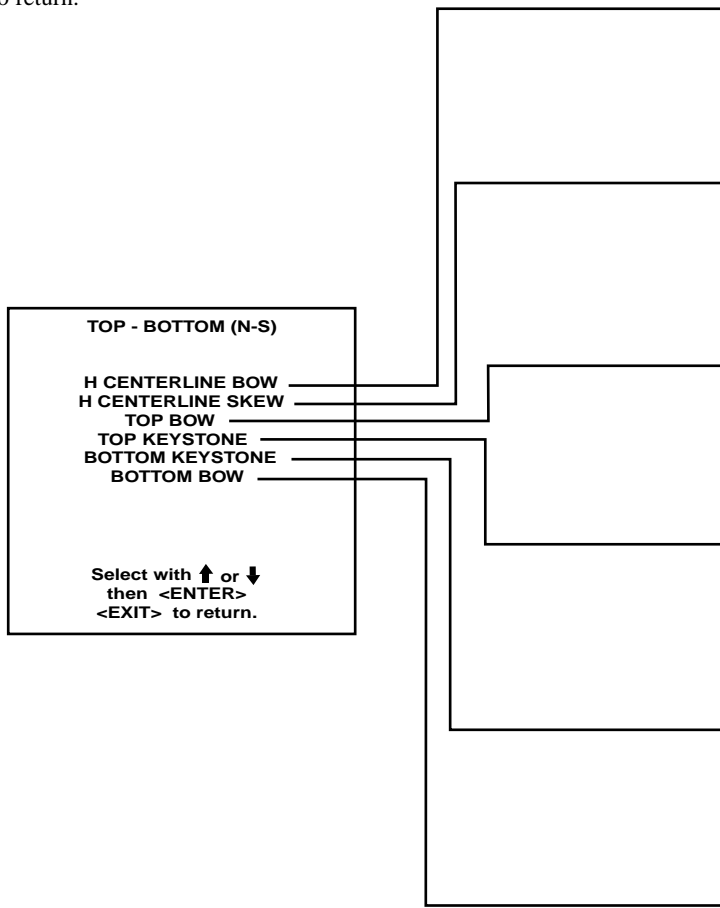 return.
TOP - BOTTOM (N-S)
H CENTERLINE BOW
H CENTERLINE SKEW
TOP BOW
TOP KEYSTONE
BOTTOM KEYSTONE
BOTTOM BOW
Select with ⬆ or ⬇
then <ENTER>
<EXIT> to return.